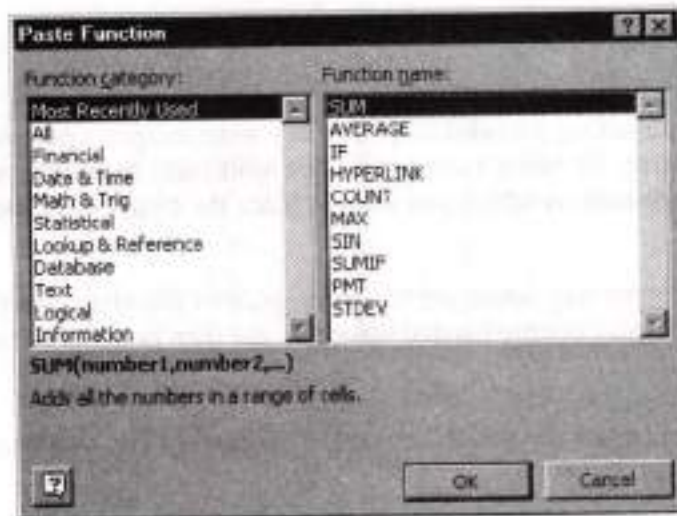 Paste Function
Function category:
Most Recently Used
All
Financial
Date & Time
Math & Trig
Statistical
Lookup & Reference
Database
Text
Logical
Information
Function name:
SUM
AVERAGE
IF
HYPERLINK
COUNT
MAX
SIN
SUMIF
PMT
STDEV
SUM(number1,number2,...)
Adds all the numbers in a range of cells.
OK
Cancel